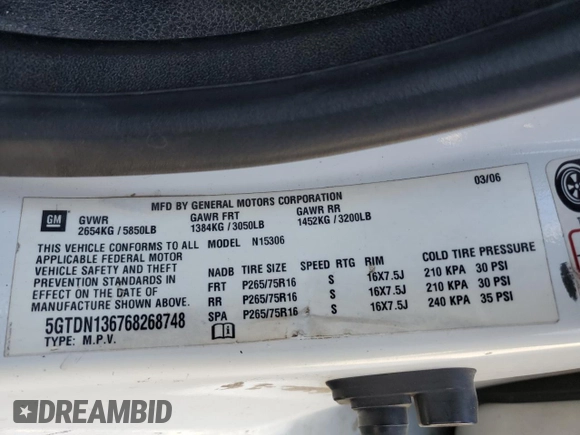 MFD BY GENERAL MOTORS CORPORATION 03/06
GM
GVWR GAWR FRT GAWR RR
2654KG / 5850LB 1384KG / 3050LB 1452KG / 3200LB
THIS VEHICLE CONFORMS TO ALL MODEL N15306
APPLICABLE FEDERAL MOTOR
VEHICLE SAFETY AND THEFT
PREVENTION STANDARDS IN
EFFECT ON THE DATE OF
MANUFACTURE SHOWN ABOVE.
NADB TIRE SIZE SPEED RTG RIM COLD TIRE PRESSURE
FRT P265/75R16 S 16X7.5J 210 KPA 30 PSI
RR P265/75R16 S 16X7.5J 210 KPA 30 PSI
SPA P265/75R16 S 16X7.5J 240 KPA 35 PSI
5GTDN136768268748
TYPE: M.P.V.
DREAMBID